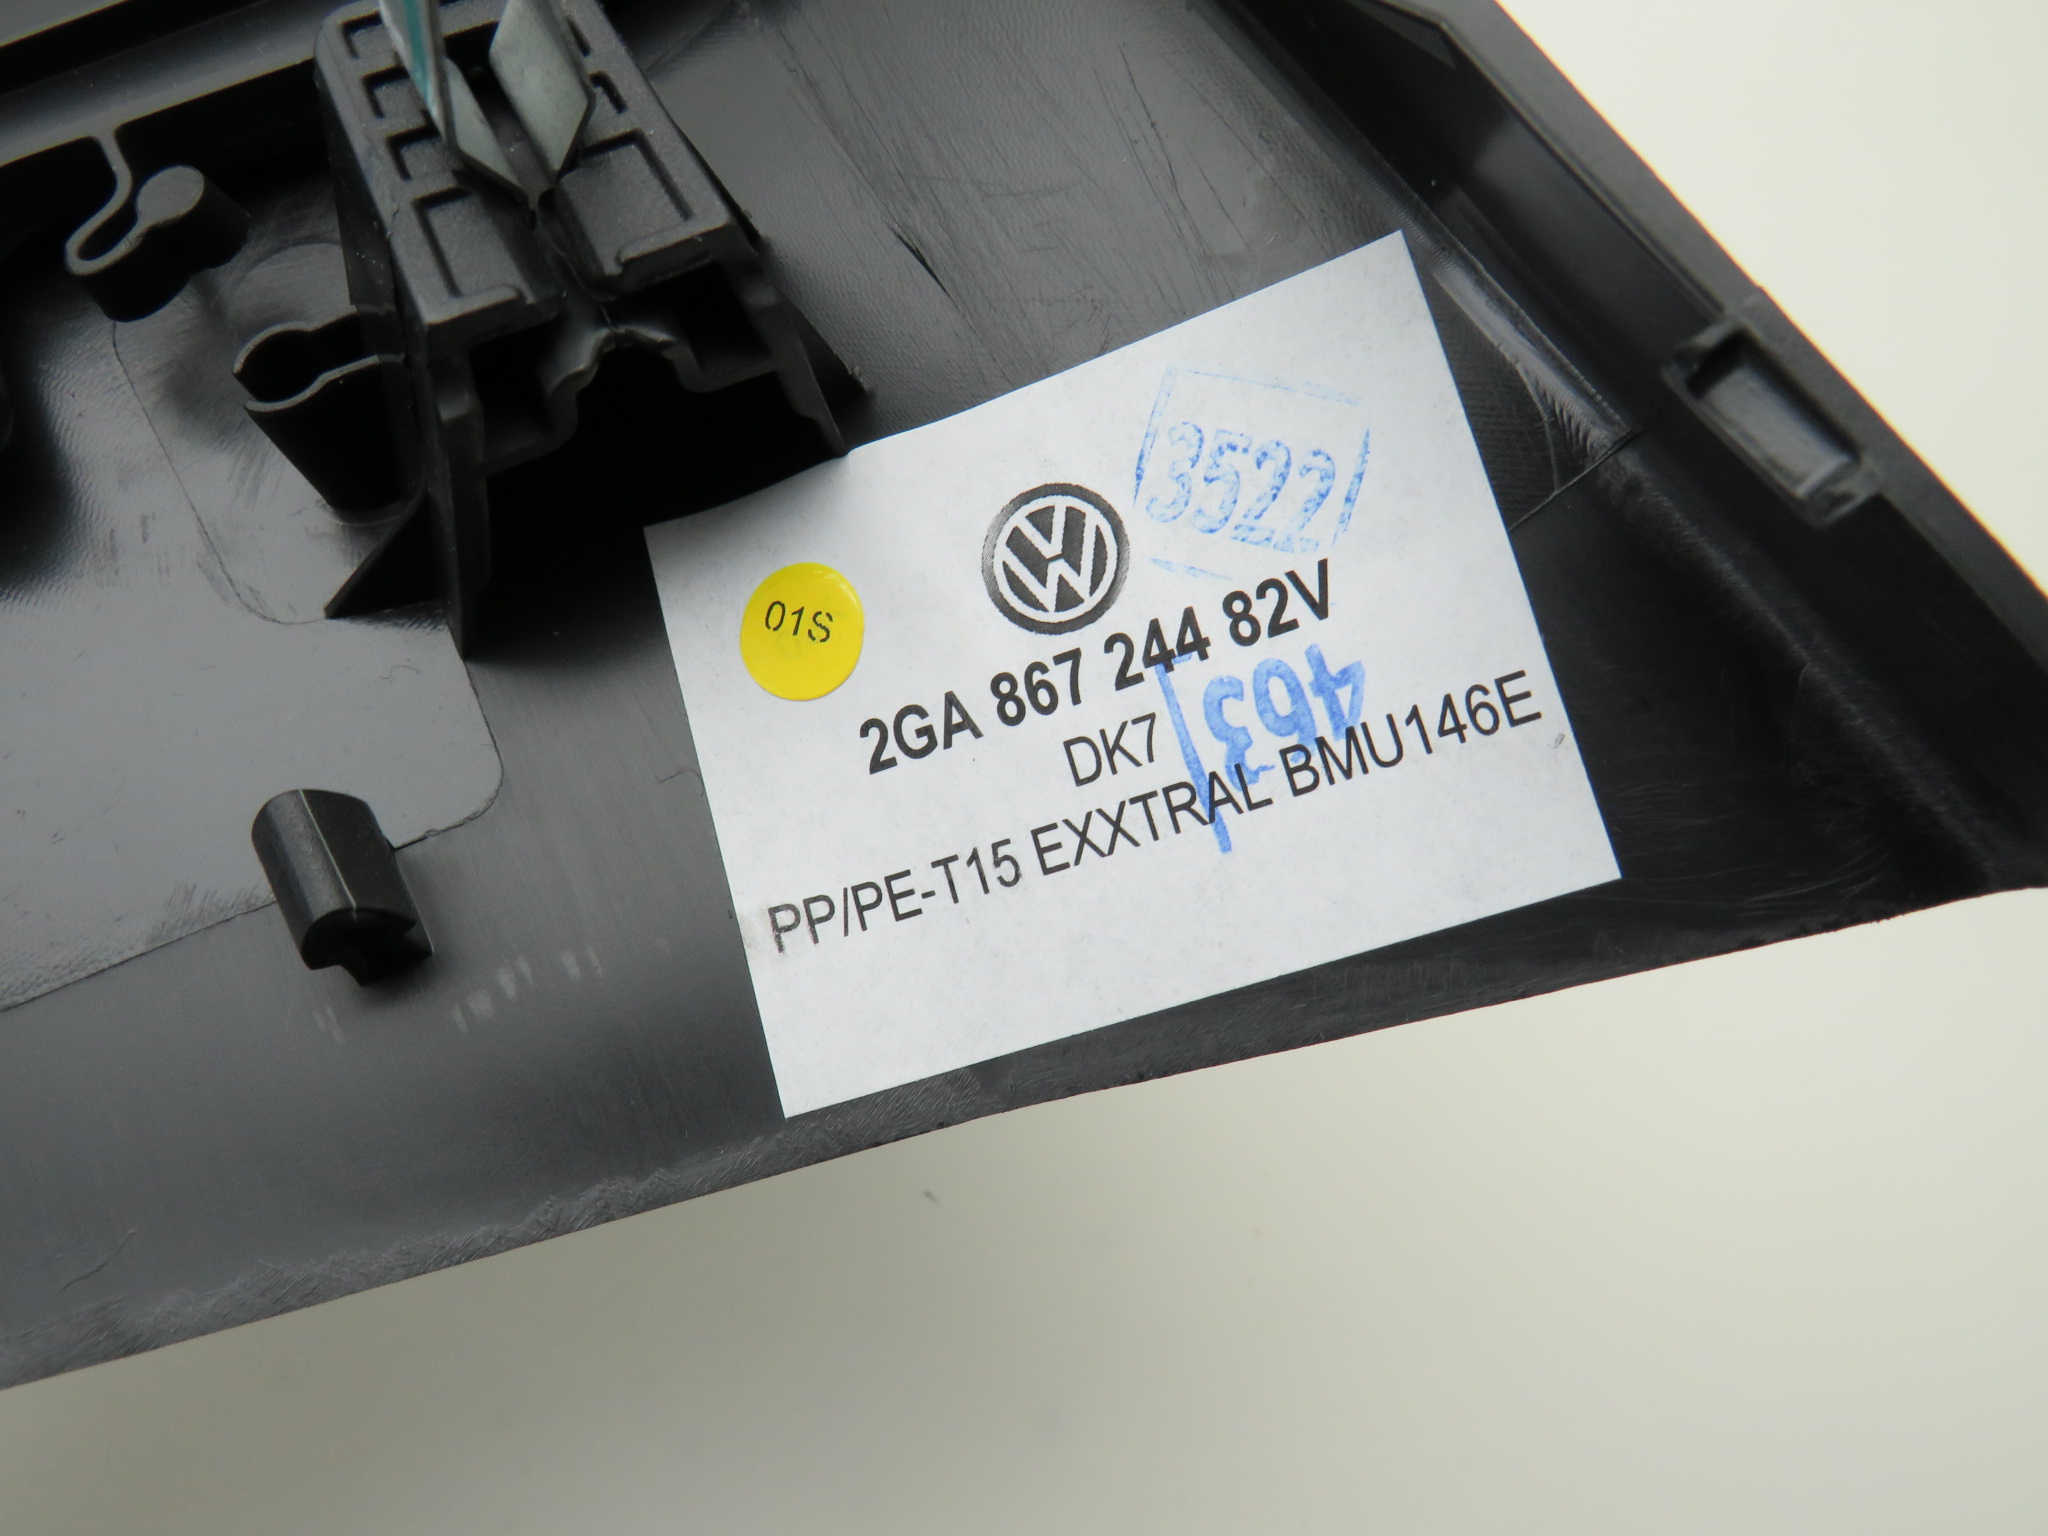 3522
01S
2GA 867 244 82V
DK7
463
PP/PE-T15 EXXTRAL BMU146E